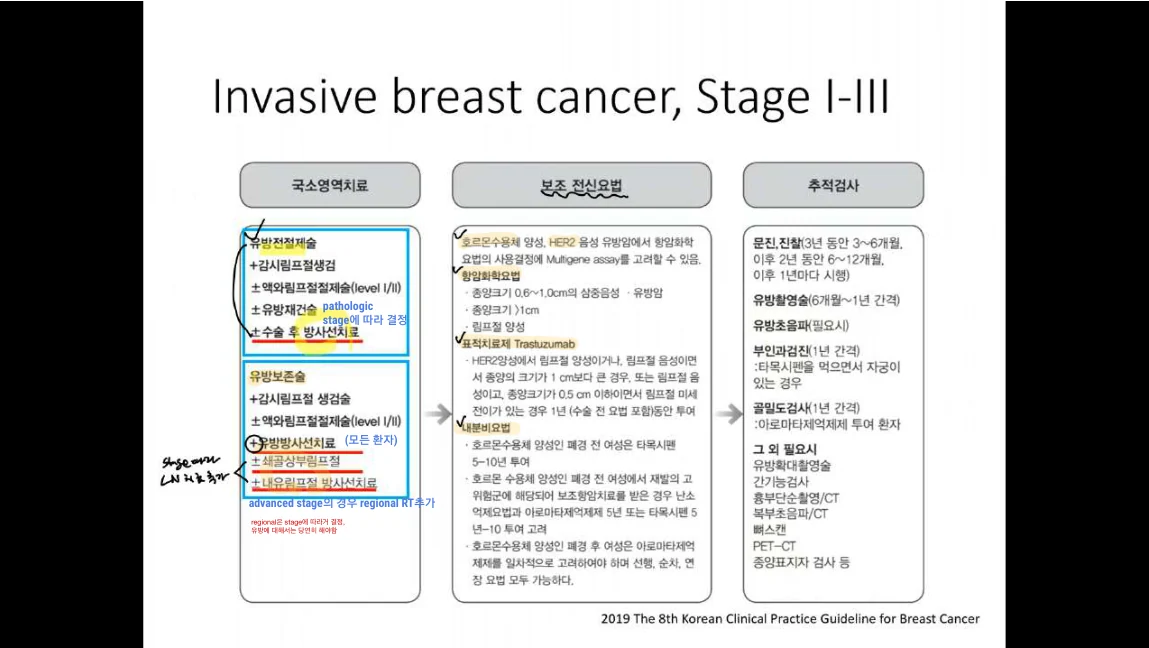 Invasive breast cancer, Stage I-III
국소영역치료
유방전절제술
+감시림프절생검
±액와림프절절제술(level I/II)
±유방재건술
pathologic
stage에 따라 결정
±수술 후 방사선치료
유방보존술
+감시림프절 생검술
±액와림프절절제술(level I/II)
+유방방사선치료 (모든 환자)
±쇄골상부림프절
±내유림프절 방사선치료
stage 따라
advanced stage의 경우 regional RT추가
regional은 stage에 따라거 결정,
유방에 대해서는 당연히 해야함
보조 전신요법
호르몬수용체 양성, HER2 음성 유방암에서 항암화학
요법의 사용결정에 Multigene assay를 고려할 수 있음.
항암화학요법
· 종양크기 0.6~1.0cm의 삼중음성 · 유방암
· 종양크기 >1cm
· 림프절 양성
표적치료제 Trastuzumab
· HER2양성에서 림프절 양성이거나, 림프절 음성이면
서 종양의 크기가 1 cm보다 큰 경우, 또는 림프절 음
성이고, 종양크기가 0.5 cm 이하이면서 림프절 미세
전이가 있는 경우 1년 (수술 전 요법 포함)동안 투여
내분비요법
· 호르몬수용체 양성인 폐경 전 여성은 타목시펜
5-10년 투여
· 호르몬 수용체 양성인 폐경 전 여성에서 재발의 고
위험군에 해당되어 보조항암치료를 받은 경우 난소
억제요법과 아로마타제억제제 5년 또는 타목시펜 5
년-10 투여 고려
· 호르몬수용체 양성인 폐경 후 여성은 아로마타제억
제제를 일차적으로 고려하여야 하며 선행, 순차, 연
장 요법 모두 가능하다.
추적검사
문진,진찰(3년 동안 3~6개월,
이후 2년 동안 6~12개월,
이후 1년마다 시행)
유방촬영술(6개월~1년 간격)
유방초음파(필요시)
부인과검진(1년 간격)
:타목시펜을 먹으면서 자궁이
있는 경우
골밀도검사(1년 간격)
:아로마타제억제제 투여 환자
그 외 필요시
유방확대촬영술
간기능검사
흉부단순촬영/CT
복부초음파/CT
뼈스캔
PET-CT
종양표지자 검사 등
2019 The 8th Korean Clinical Practice Guideline for Breast Cancer